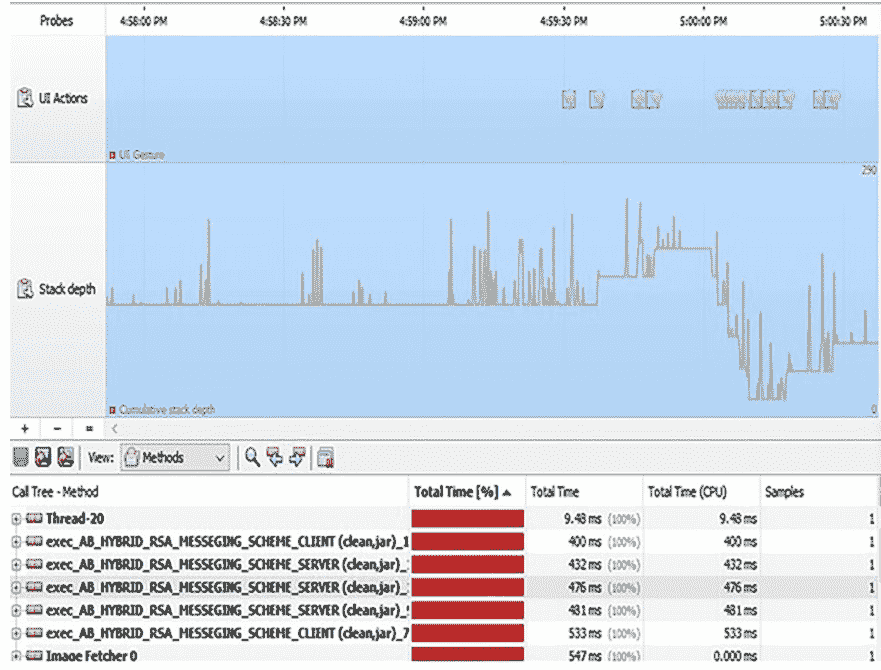 Probes 4:58:00 PM 4:58:30 PM 4:59:00 PM 4:59:30 PM 5:00:00 PM 5:00:30 PM
UI Actions
UI Gesture
290
Stack depth
Cumulative stack depth 0
+ - = <
View: Methods
Call Tree - Method Total Time [%] Total Time Total Time (CPU) Samples
Thread-20 9.48 ms (100%) 9.48 ms 1
exec_AB_HYBRID_RSA_MESSEGING_SCHEME_CLIENT (clean,jar)_1 400 ms (100%) 400 ms 1
exec_AB_HYBRID_RSA_MESSEGING_SCHEME_SERVER (clean,jar)_ 432 ms (100%) 432 ms 1
exec_AB_HYBRID_RSA_MESSEGING_SCHEME_SERVER (clean,jar)_ 476 ms (100%) 476 ms 1
exec_AB_HYBRID_RSA_MESSEGING_SCHEME_SERVER (clean,jar)_ 481 ms (100%) 481 ms 1
exec_AB_HYBRID_RSA_MESSEGING_SCHEME_CLIENT (clean,jar)_7 533 ms (100%) 533 ms 1
Image Fetcher 0 547 ms (100%) 0.000 ms 1